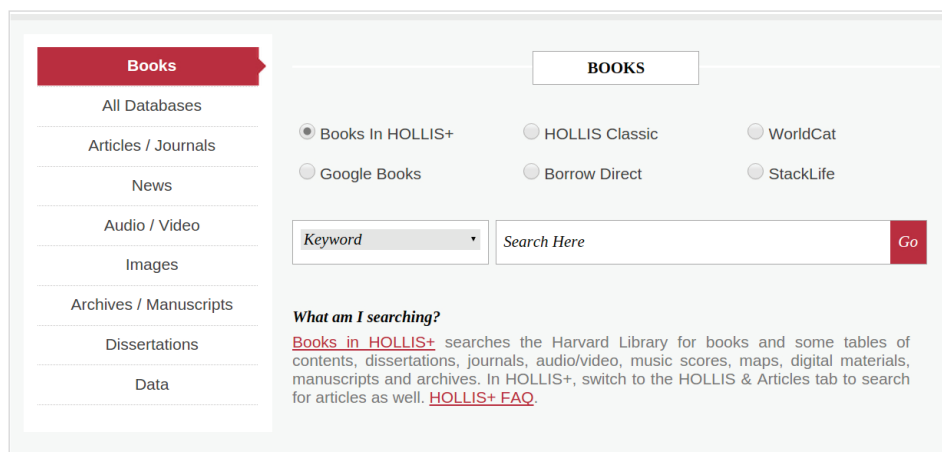 Books
All Databases
Articles / Journals
News
Audio / Video
Images
Archives / Manuscripts
Dissertations
Data
BOOKS
Books In HOLLIS+
HOLLIS Classic
WorldCat
Google Books
Borrow Direct
StackLife
Keyword
Search Here
Go
What am I searching?
Books in HOLLIS+ searches the Harvard Library for books and some tables of
contents, dissertations, journals, audio/video, music scores, maps, digital materials,
manuscripts and archives. In HOLLIS+, switch to the HOLLIS & Articles tab to search
for articles as well. HOLLIS+ FAQ.